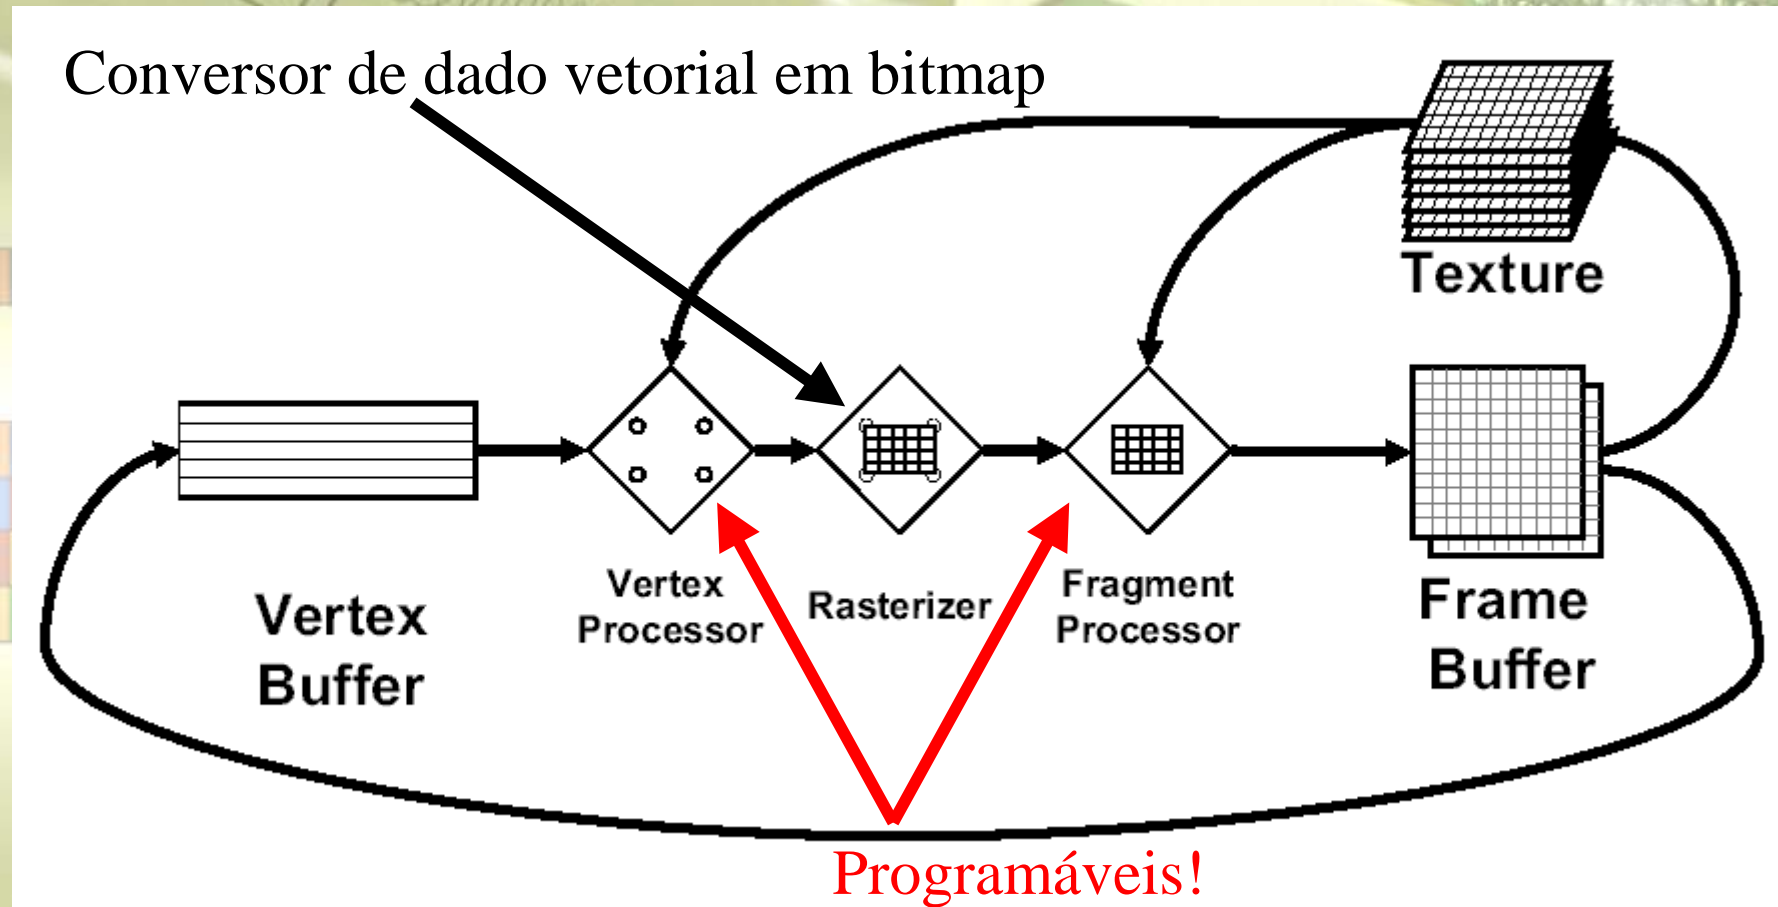 Conversor de dado vetorial em bitmap
Texture
Vertex
Buffer
Vertex
Processor
Rasterizer
Fragment
Processor
Frame
Buffer
Programáveis!